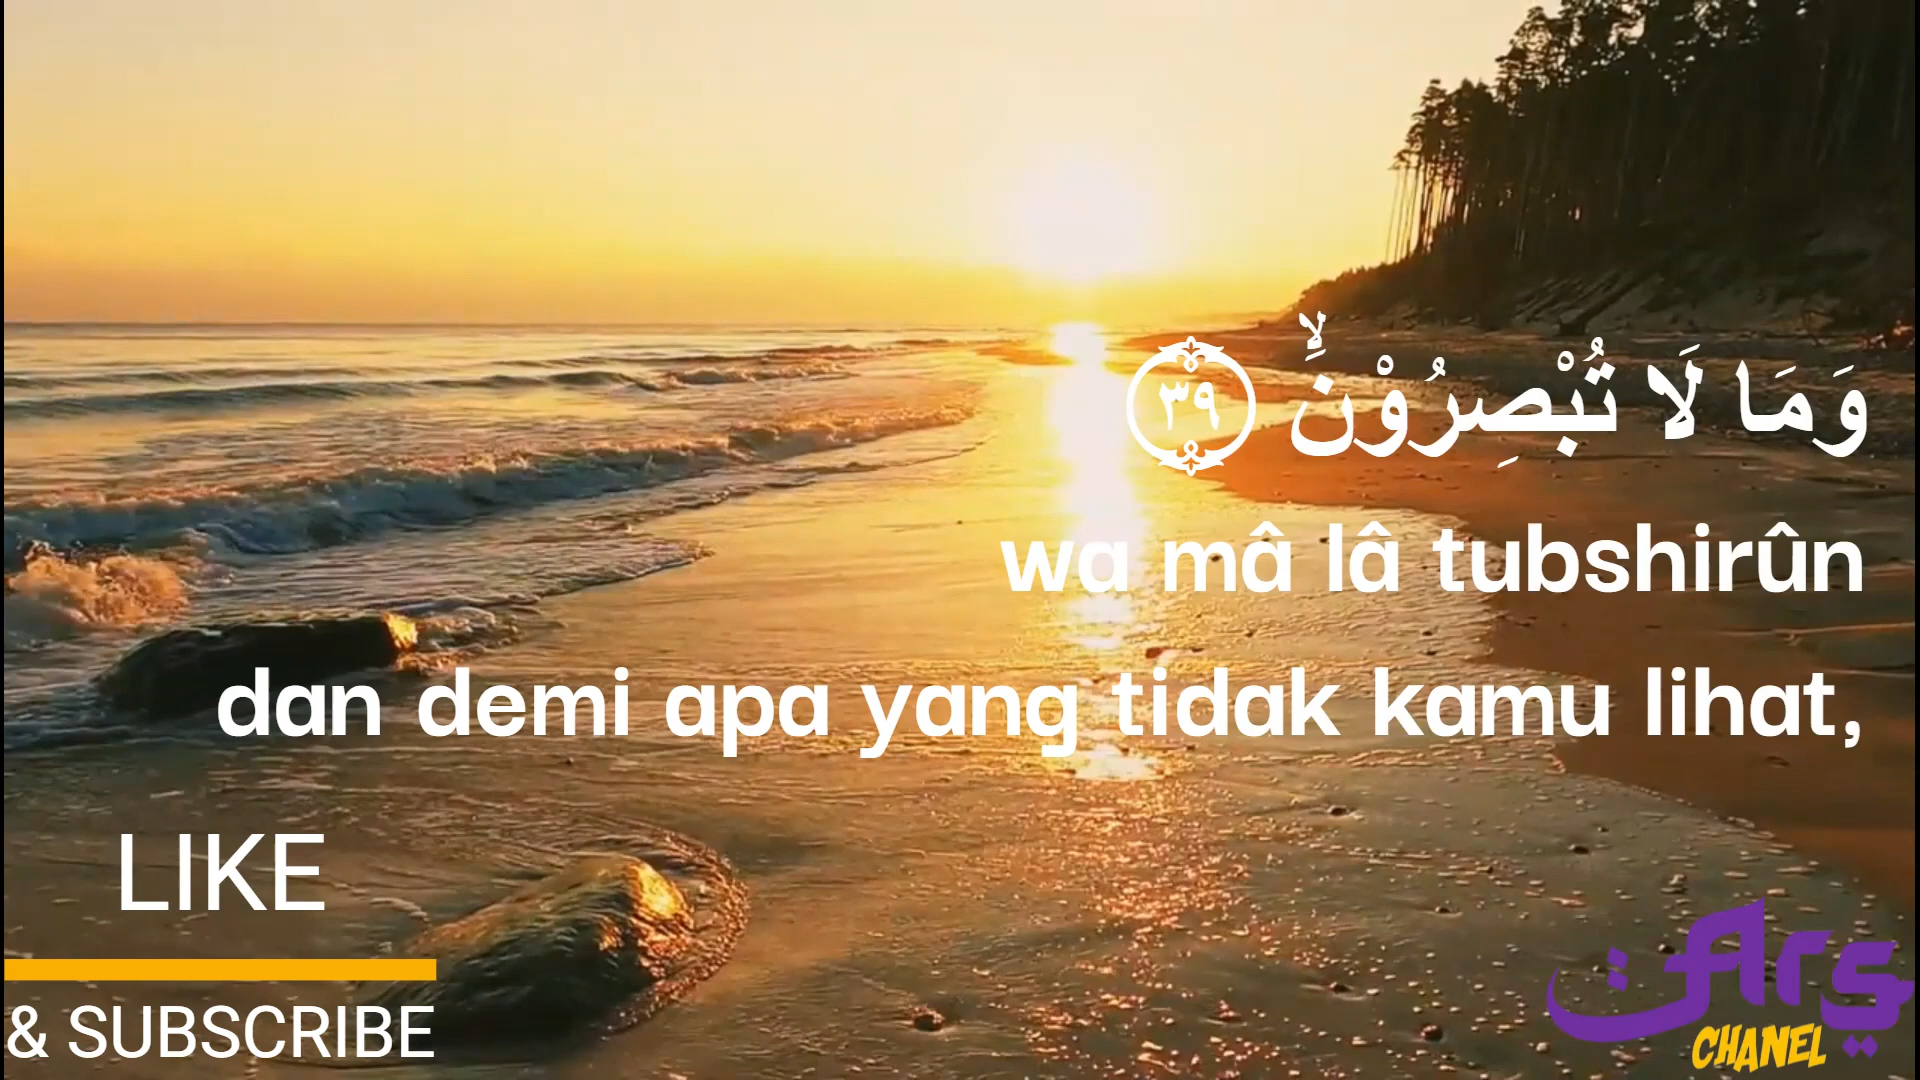 وَمَا لَا تُبْصِرُوْنَۙ ٣٩
wa mâ lâ tubshirûn
dan demi apa yang tidak kamu lihat,
LIKE
& SUBSCRIBE
Ars
CHANEL